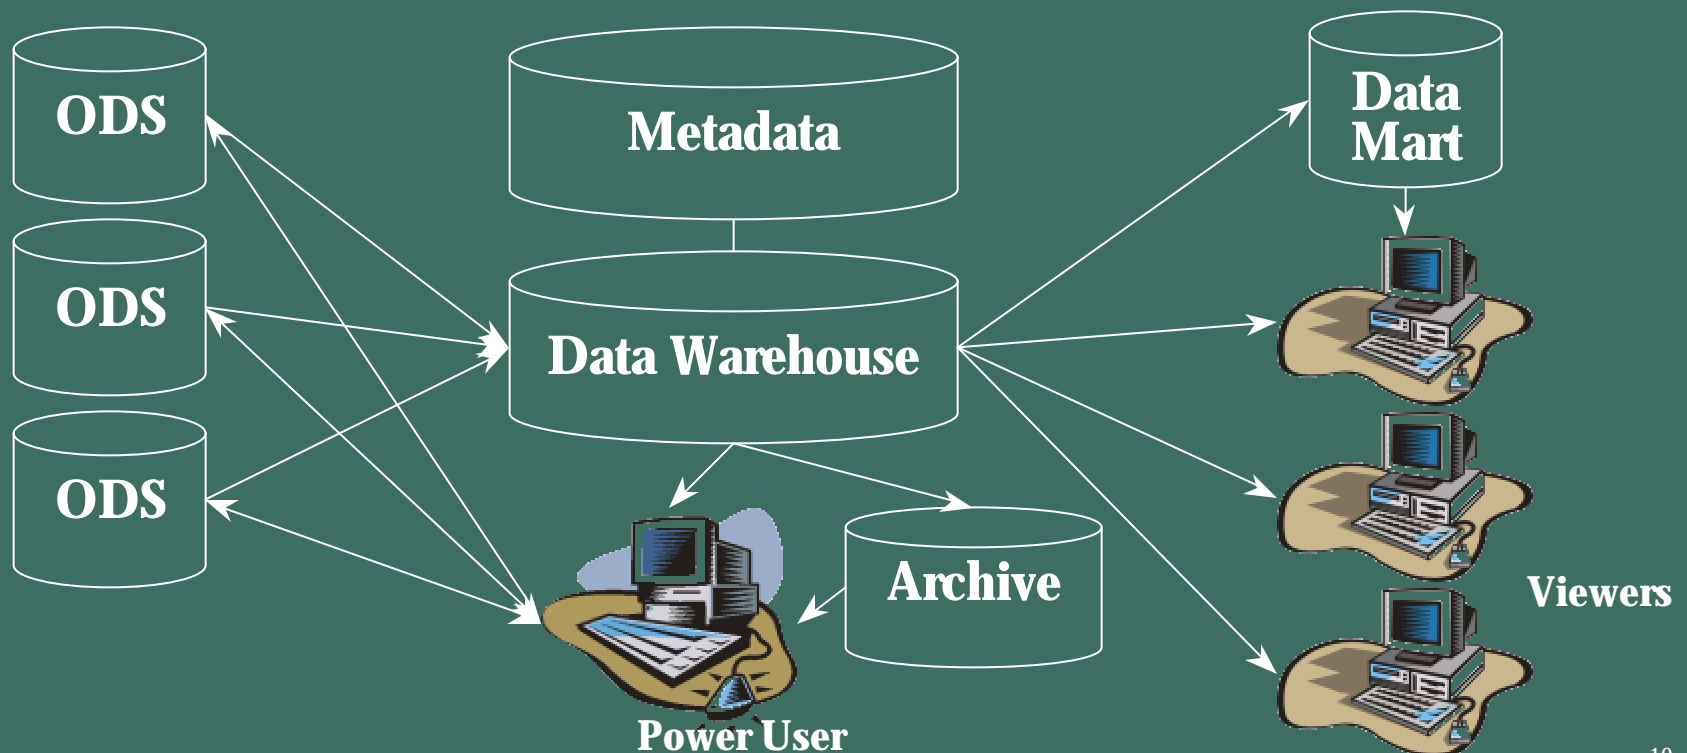 ODS
Metadata
Data
Mart
ODS
Data Warehouse
ODS
Archive
Viewers
Power User